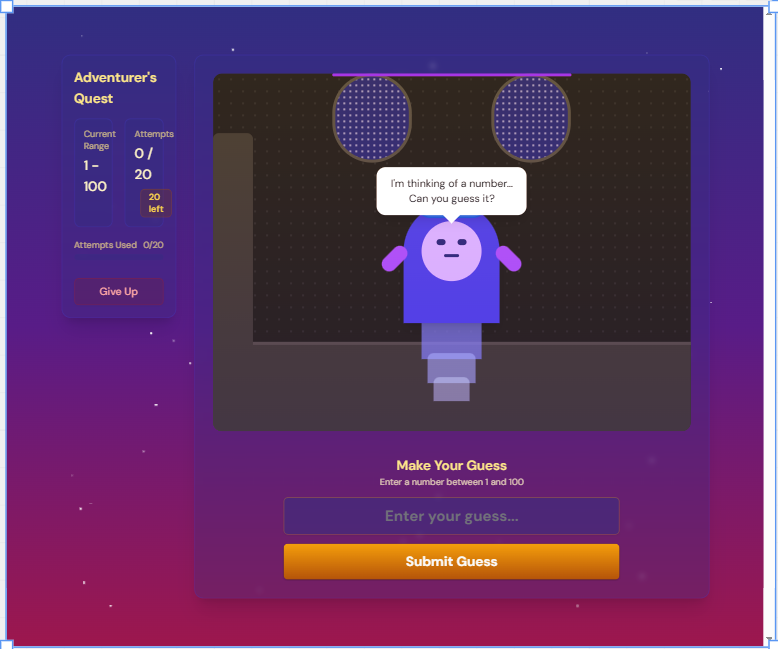 Adventurer's
Quest
Current
Range
1 -
100
Attempts
0 /
20
20
left
Attempts Used 0/20
Give Up
I'm thinking of a number...
Can you guess it?
Make Your Guess
Enter a number between 1 and 100
Enter your guess...
Submit Guess